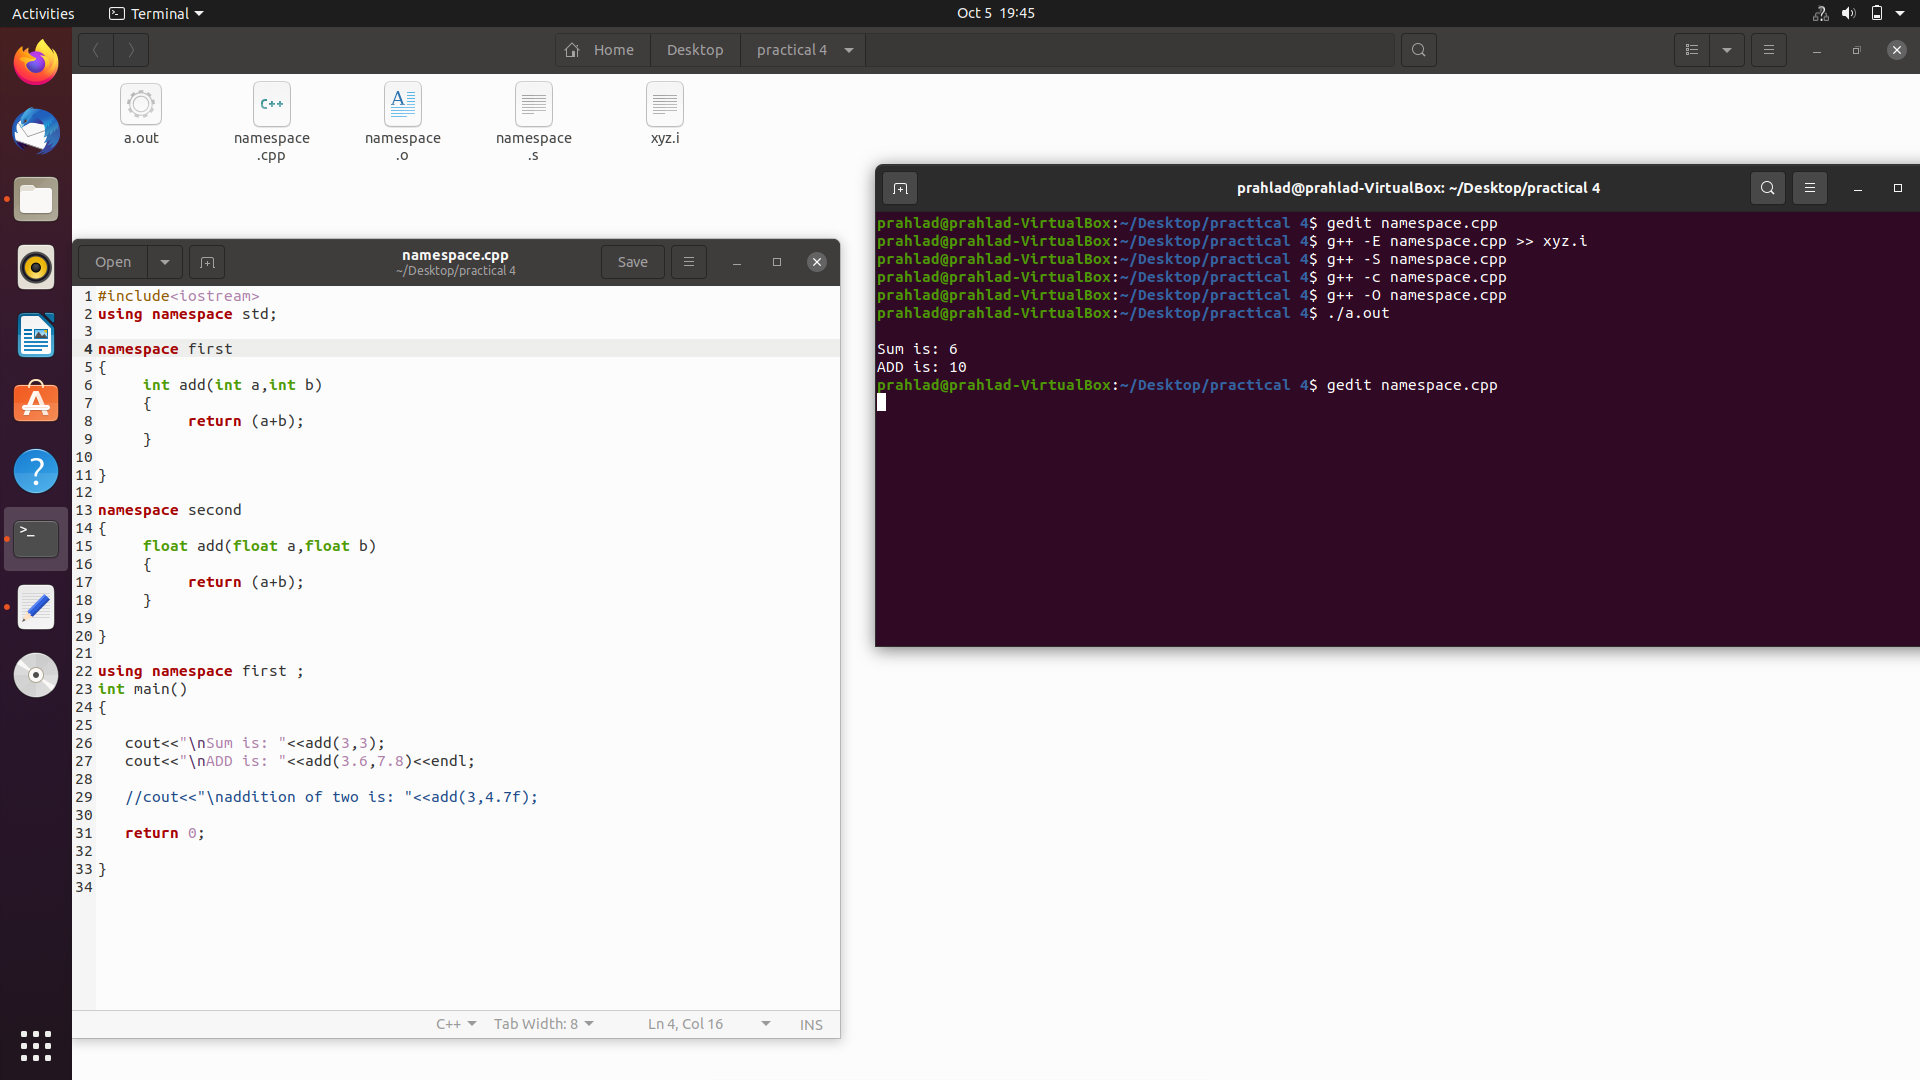 Activities
Terminal
Oct 5 19:45
Home
Desktop
practical 4
a.out
namespace
.cpp
namespace
.o
namespace
.s
xyz.i
C++
A
Open
namespace.cpp
~/Desktop/practical 4
Save
1 #include<iostream>
2 using namespace std;
3
4 namespace first
5 {
6 int add(int a,int b)
7 {
8 return (a+b);
9 }
10
11 }
12
13 namespace second
14 {
15 float add(float a,float b)
16 {
17 return (a+b);
18 }
19
20 }
21
22 using namespace first ;
23 int main()
24 {
25
26 cout<<"\nSum is: "<<add(3,3);
27 cout<<"\nADD is: "<<add(3.6,7.8)<<endl;
28
29 //cout<<"\naddition of two is: "<<add(3,4.7f);
30
31 return 0;
32
33 }
34
C++
Tab Width: 8
Ln 4, Col 16
INS
prahlad@prahlad-VirtualBox: ~/Desktop/practical 4
prahlad@prahlad-VirtualBox:~/Desktop/practical 4$ gedit namespace.cpp
prahlad@prahlad-VirtualBox:~/Desktop/practical 4$ g++ -E namespace.cpp >> xyz.i
prahlad@prahlad-VirtualBox:~/Desktop/practical 4$ g++ -S namespace.cpp
prahlad@prahlad-VirtualBox:~/Desktop/practical 4$ g++ -c namespace.cpp
prahlad@prahlad-VirtualBox:~/Desktop/practical 4$ g++ -O namespace.cpp
prahlad@prahlad-VirtualBox:~/Desktop/practical 4$ ./a.out
Sum is: 6
ADD is: 10
prahlad@prahlad-VirtualBox:~/Desktop/practical 4$ gedit namespace.cpp